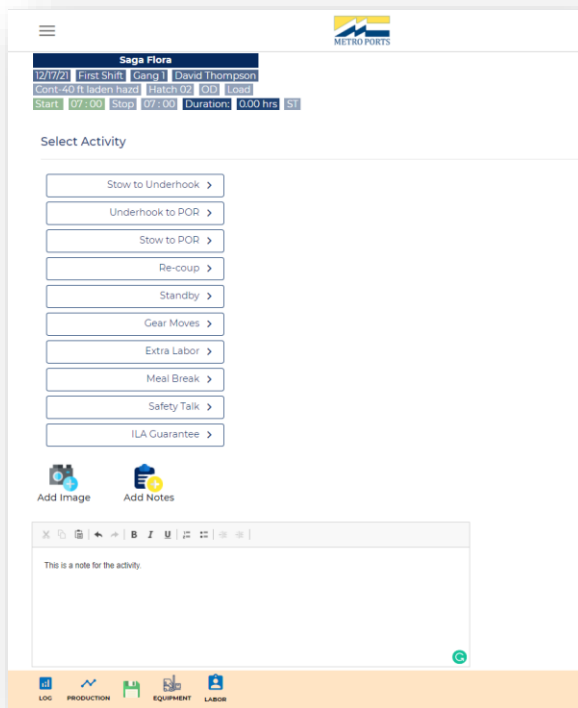 METRO PORTS
Saga Flora
12/17/21 First Shift Gang 1 David Thompson
Cont-40 ft laden hazd Hatch 02 OD Load
Start 07:00 Stop 07:00 Duration: 0.00 hrs ST
Select Activity
Stow to Underhook
Underhook to POR
Stow to POR
Re-coup
Standby
Gear Moves
Extra Labor
Meal Break
Safety Talk
ILA Guarantee
Add Image Add Notes
B I U
This is a note for the activity.
LOG PRODUCTION EQUIPMENT LABOR